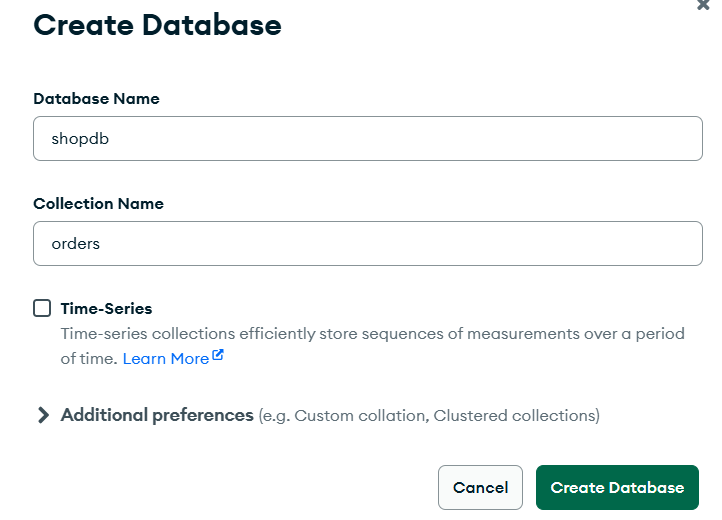 Create Database
Database Name
shopdb
Collection Name
orders
Time-Series
Time-series collections efficiently store sequences of measurements over a period
of time. Learn More
Additional preferences (e.g. Custom collation, Clustered collections)
Cancel
Create Database